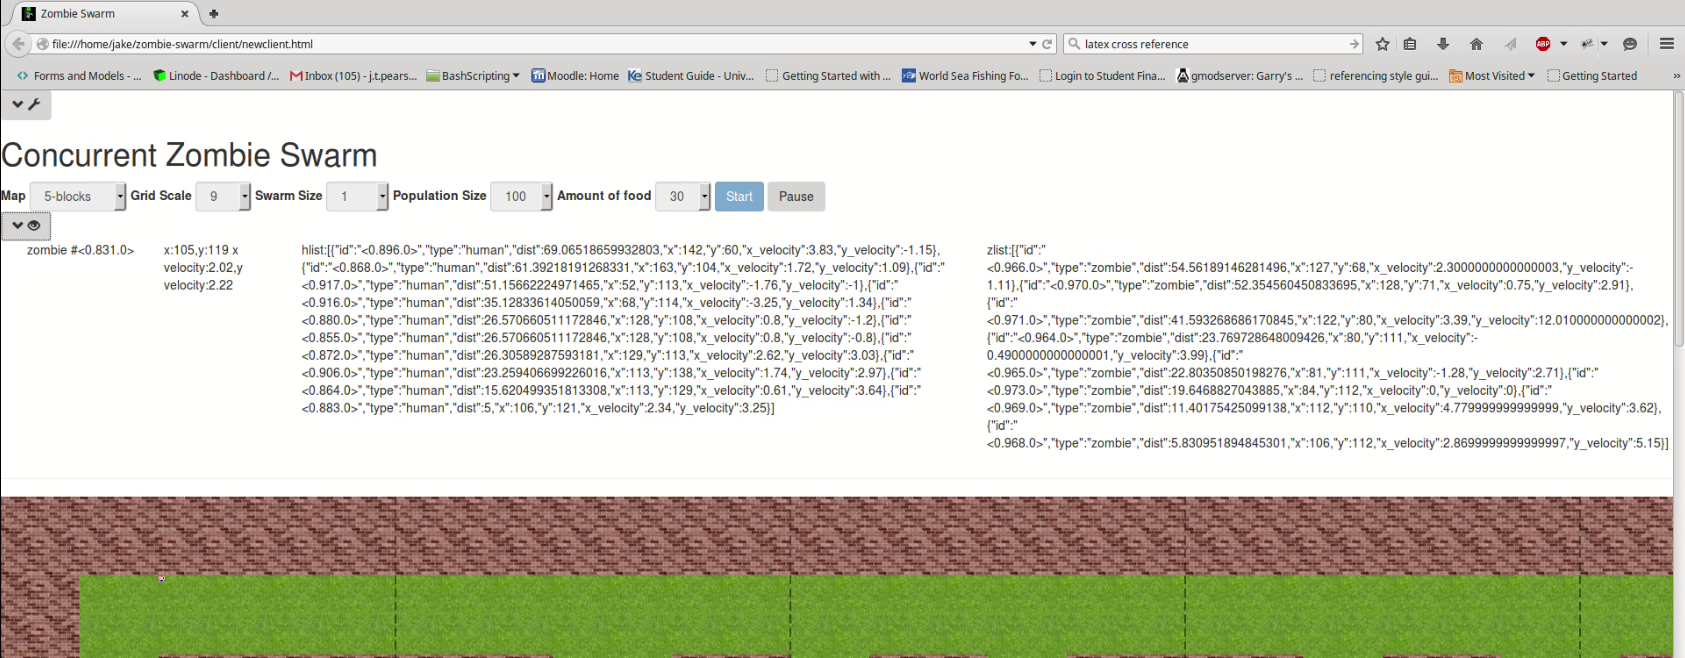 Zombie Swarm
file:///home/jake/zombie-swarm/client/newclient.html
latex cross reference
ABP
Forms and Models - ... Linode - Dashboard /... Inbox (105) - j.t.pears... BashScripting Moodle: Home Student Guide - Univ... Getting Started with ... World Sea Fishing Fo... Login to Student Fina... gmodserver: Garry's ... referencing style gui... Most Visited Getting Started »
Concurrent Zombie Swarm
Map 5-blocks Grid Scale 9 Swarm Size 1 Population Size 100 Amount of food 30 Start Pause
zombie #<0.831.0>
x:105,y:119 x
velocity:2.02,y
velocity:2.22
hlist:[{"id":"<0.896.0>","type":"human","dist":69.06518659932803,"x":142,"y":60,"x_velocity":3.83,"y_velocity":-1.15},
{"id":"<0.868.0>","type":"human","dist":61.39218191268331,"x":163,"y":104,"x_velocity":1.72,"y_velocity":1.09},{"id":"
<0.917.0>","type":"human","dist":51.15662224971465,"x":52,"y":113,"x_velocity":-1.76,"y_velocity":-1},{"id":"
<0.916.0>","type":"human","dist":35.12833614050059,"x":68,"y":114,"x_velocity":-3.25,"y_velocity":1.34},{"id":"
<0.880.0>","type":"human","dist":26.570660511172846,"x":128,"y":108,"x_velocity":0.8,"y_velocity":-1.2},{"id":"
<0.855.0>","type":"human","dist":26.570660511172846,"x":128,"y":108,"x_velocity":0.8,"y_velocity":-0.8},{"id":"
<0.872.0>","type":"human","dist":26.30589287593181,"x":129,"y":113,"x_velocity":2.62,"y_velocity":3.03},{"id":"
<0.906.0>","type":"human","dist":23.259406699226016,"x":113,"y":138,"x_velocity":1.74,"y_velocity":2.97},{"id":"
<0.864.0>","type":"human","dist":15.620499351813308,"x":113,"y":129,"x_velocity":0.61,"y_velocity":3.64},{"id":"
<0.883.0>","type":"human","dist":5,"x":106,"y":121,"x_velocity":2.34,"y_velocity":3.25}]
zlist:[{"id":"
<0.966.0>","type":"zombie","dist":54.56189146281496,"x":127,"y":68,"x_velocity":2.3000000000000003,"y_velocity":-
1.11},{"id":"<0.970.0>","type":"zombie","dist":52.354560450833695,"x":128,"y":71,"x_velocity":0.75,"y_velocity":2.91},
{"id":"
<0.971.0>","type":"zombie","dist":41.593268686170845,"x":122,"y":80,"x_velocity":3.39,"y_velocity":12.010000000000002},
{"id":"<0.964.0>","type":"zombie","dist":23.769728648009426,"x":80,"y":111,"x_velocity":-
0.4900000000000001,"y_velocity":3.99},{"id":"
<0.965.0>","type":"zombie","dist":22.80350850198276,"x":81,"y":111,"x_velocity":-1.28,"y_velocity":2.71},{"id":"
<0.973.0>","type":"zombie","dist":19.6468827043885,"x":84,"y":112,"x_velocity":0,"y_velocity":0},{"id":"
<0.969.0>","type":"zombie","dist":11.40175425099138,"x":112,"y":110,"x_velocity":4.779999999999999,"y_velocity":3.62},
{"id":"
<0.968.0>","type":"zombie","dist":5.830951894845301,"x":106,"y":112,"x_velocity":2.8699999999999997,"y_velocity":5.15}]